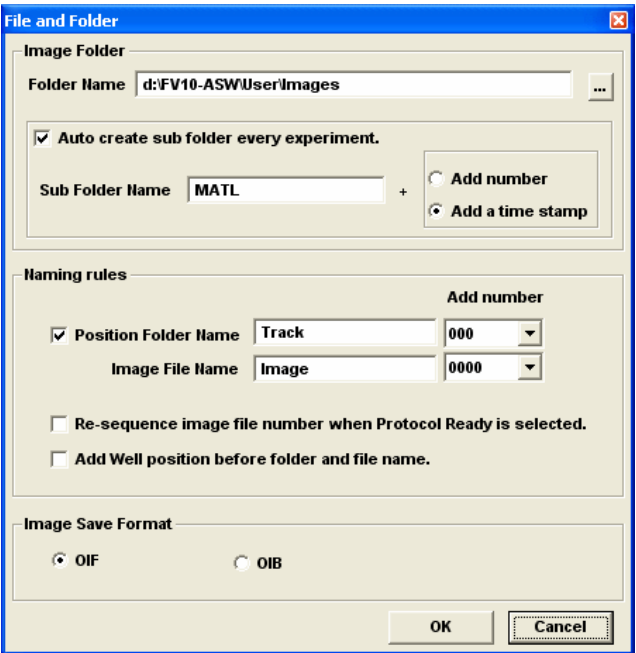 File and Folder
Image Folder
Folder Name d:\FV10-ASW\User\Images ...
Auto create sub folder every experiment.
Sub Folder Name MATL +
Add number
Add a time stamp
Naming rules
Add number
Position Folder Name Track 000
Image File Name Image 0000
Re-sequence image file number when Protocol Ready is selected.
Add Well position before folder and file name.
Image Save Format
OIF OIB
OK Cancel